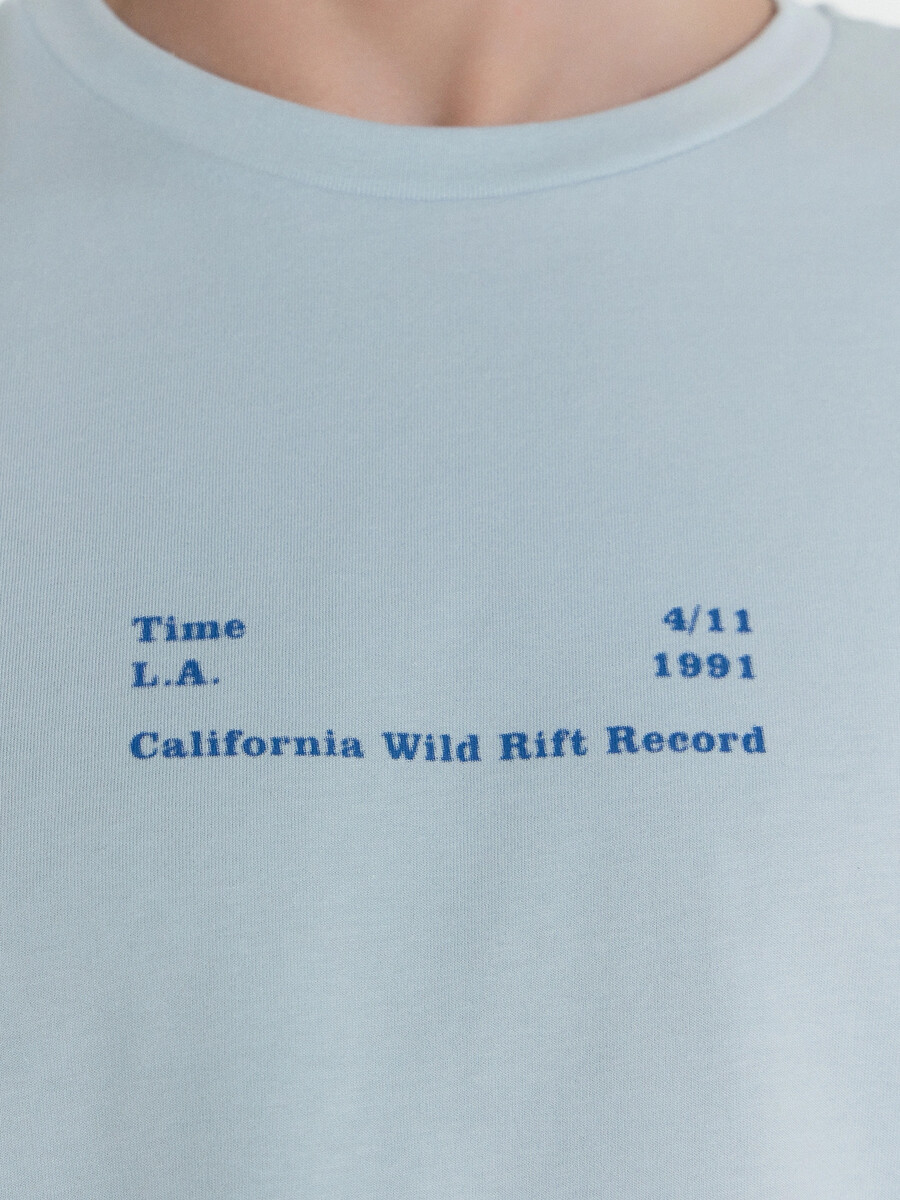 Time 4/11
L.A. 1991
California Wild Rift Record